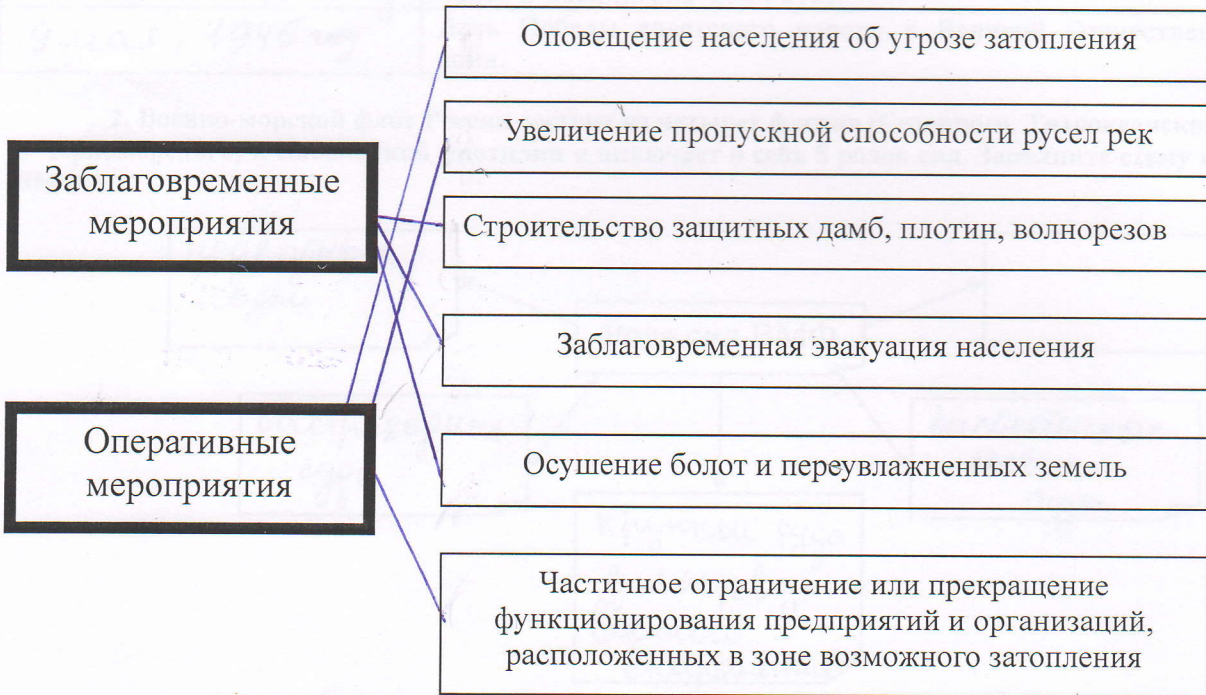 Оповещение населения об угрозе затопления
Увеличение пропускной способности русел рек
Заблаговременные
мероприятия
Строительство защитных дамб, плотин, волнорезов
Заблаговременная эвакуация населения
Оперативные
мероприятия
Осушение болот и переувлажненных земель
Частичное ограничение или прекращение
функционирования предприятий и организаций,
расположенных в зоне возможного затопления